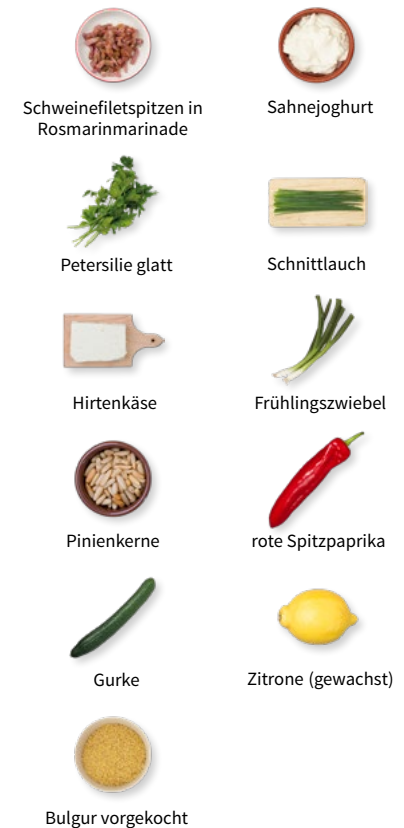 Schweinefiletspitzen in
Rosmarinmarinade
Sahnejoghurt
Petersilie glatt
Schnittlauch
Hirtenkäse
Frühlingszwiebel
Pinienkerne
rote Spitzpaprika
Gurke
Zitrone (gewachst)
Bulgur vorgekocht